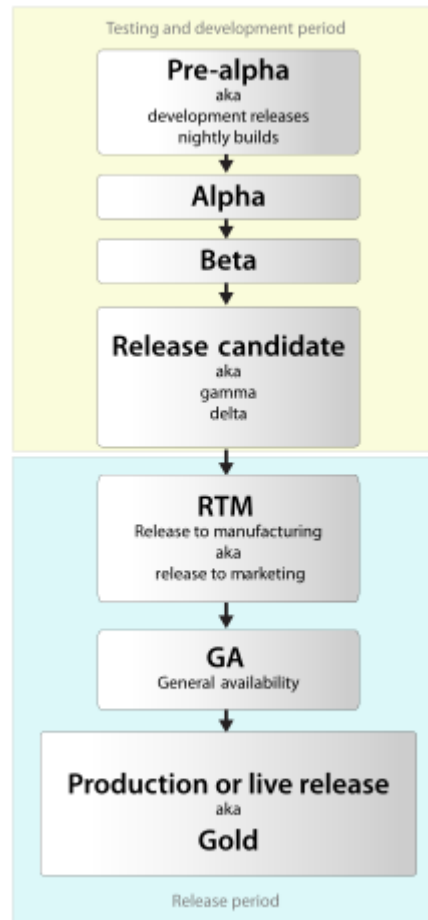 Testing and development period
Pre-alpha
aka
development releases
nightly builds
Alpha
Beta
Release candidate
aka
gamma
delta
RTM
Release to manufacturing
aka
release to marketing
GA
General availability
Production or live release
aka
Gold
Release period